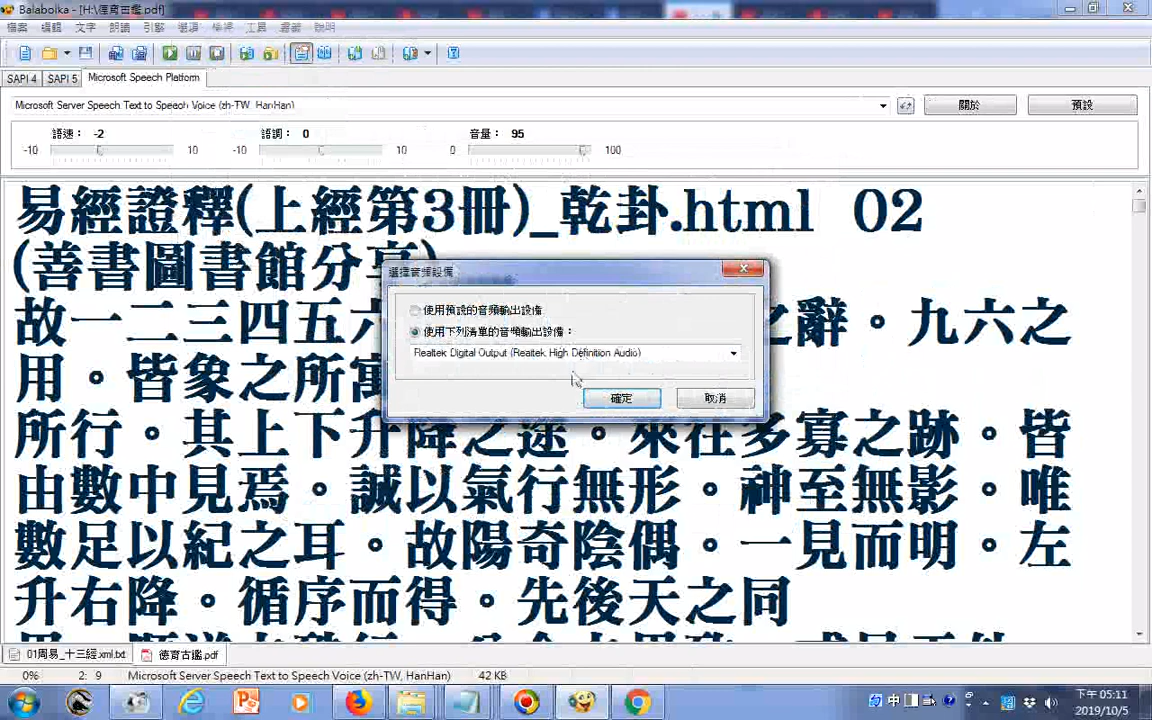 Balabolka - [H:\德育古鑑.pdf]
檔案 編輯 文字 朗讀 引擎 選項 檢視 工具 書籤 說明
SAPI 4 SAPI 5 Microsoft Speech Platform
Microsoft Server Speech Text to Speech Voice (zh-TW, HanHan)
關於 預設
語速： -2 語調： 0 音量： 95
-10 10 -10 10 0 100
易經證釋(上經第3冊)_乾卦.html 02
(善書圖書館分享)
故一二三四五六 之辭。九六之
用。皆象之所寓
所行。其上下升降之途。來往多寡之跡。皆
由數中見焉。誠以氣行無形。神至無影。唯
數足以紀之耳。故陽奇陰偶。一見而明。左
升右降。循序而得。先後天之同
選擇音頻設備
使用預設的音頻輸出設備
使用下列清單的音頻輸出設備：
Realtek Digital Output (Realtek High Definition Audio)
確定 取消
01周易_十三經.xml.txt 德育古鑑.pdf
0% 2: 9 Microsoft Server Speech Text to Speech Voice (zh-TW, HanHan) 42 KB
中
下午 05:11
2019/10/5